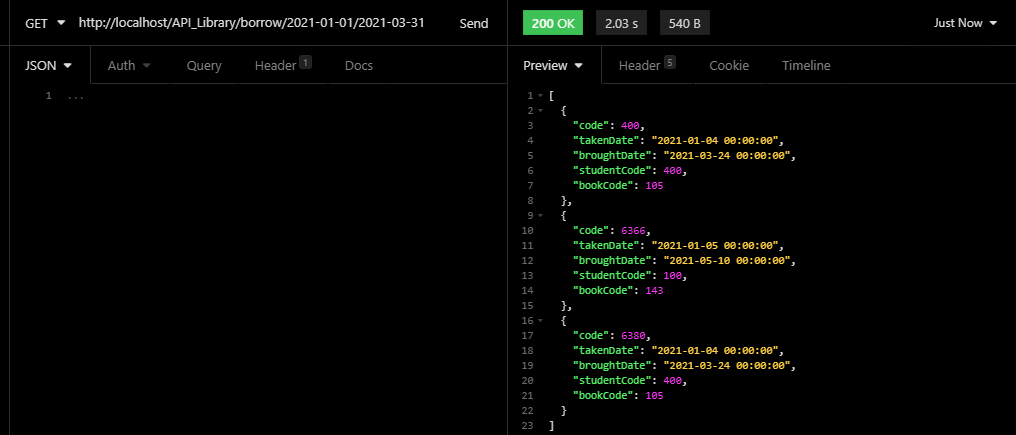 GET http://localhost/API_Library/borrow/2021-01-01/2021-03-31 Send
200 OK 2.03 s 540 B Just Now
JSON Auth Query Header 1 Docs
Preview Header 5 Cookie Timeline
1 ...
1 [
2 {
3 "code": 400,
4 "takenDate": "2021-01-04 00:00:00",
5 "broughtDate": "2021-03-24 00:00:00",
6 "studentCode": 400,
7 "bookCode": 105
8 },
9 {
10 "code": 6366,
11 "takenDate": "2021-01-05 00:00:00",
12 "broughtDate": "2021-05-10 00:00:00",
13 "studentCode": 100,
14 "bookCode": 143
15 },
16 {
17 "code": 6380,
18 "takenDate": "2021-01-04 00:00:00",
19 "broughtDate": "2021-03-24 00:00:00",
20 "studentCode": 400,
21 "bookCode": 105
22 }
23 ]